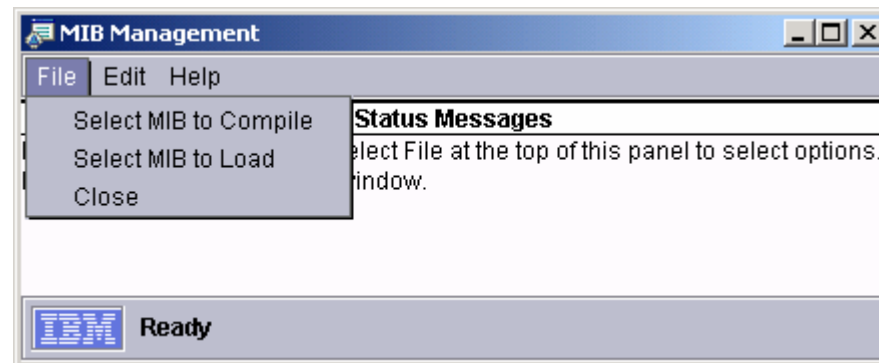 MIB Management
File Edit Help
Select MIB to Compile
Select MIB to Load
Close
Status Messages
elect File at the top of this panel to select options.
indow.
IBM Ready